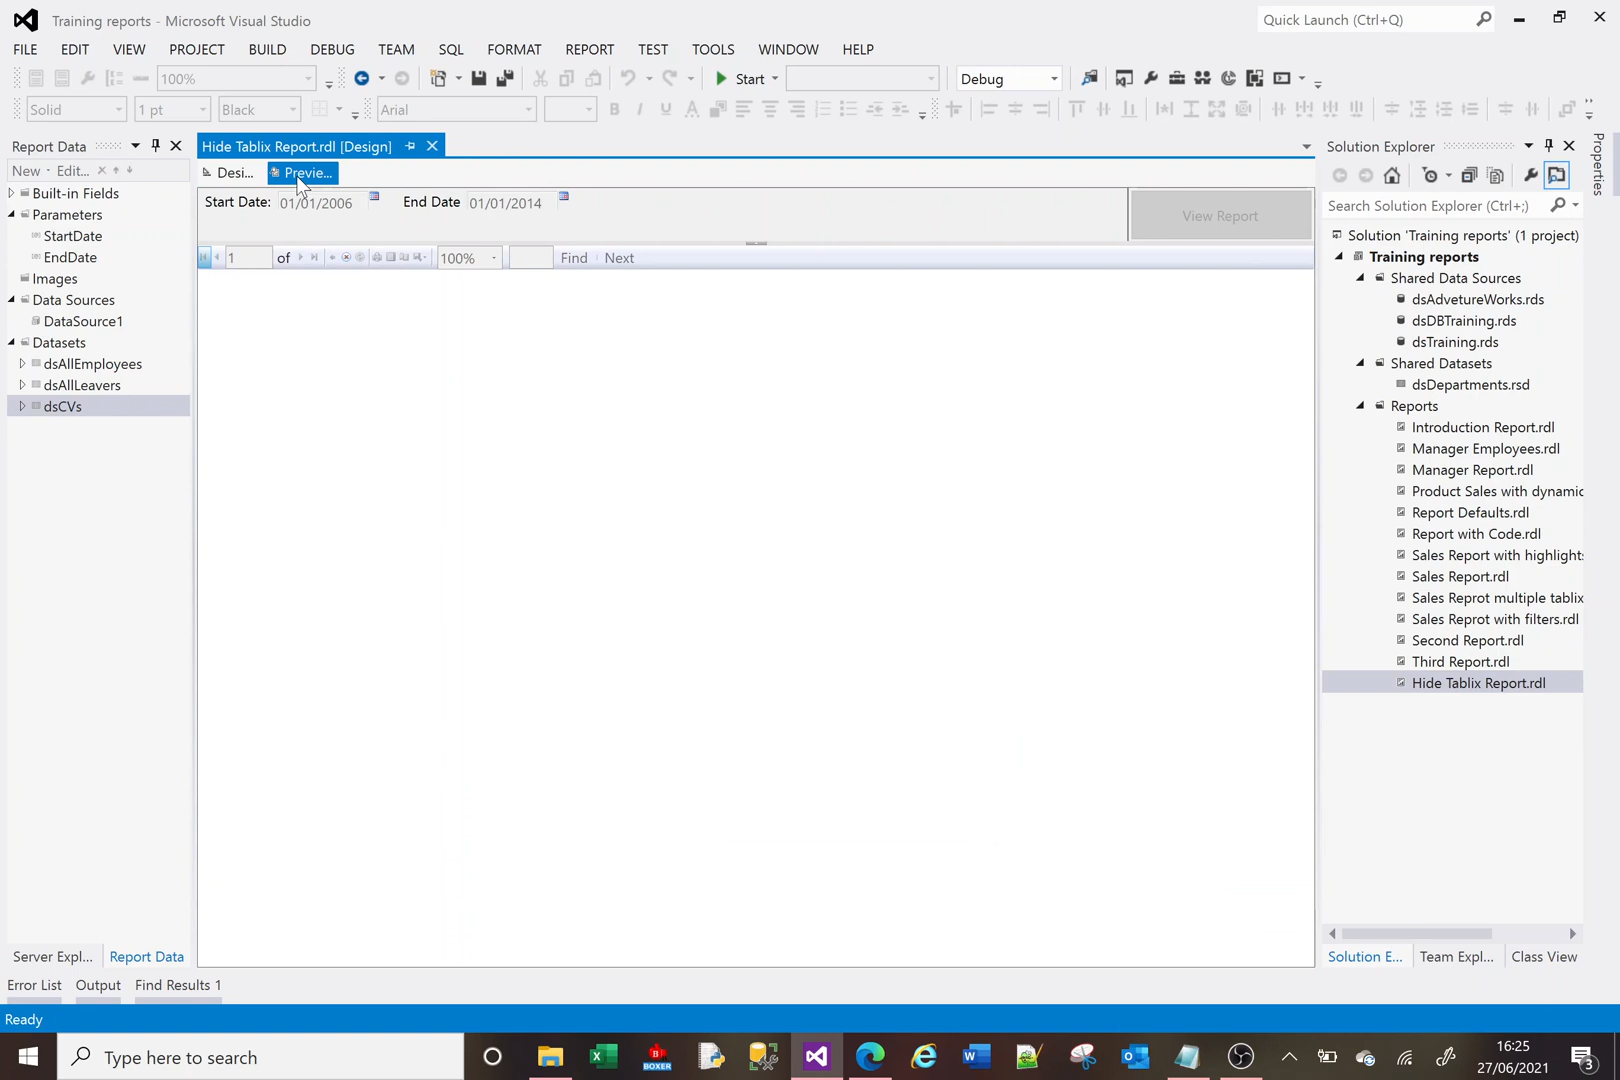 Training reports - Microsoft Visual Studio
Quick Launch (Ctrl+Q)
FILE EDIT VIEW PROJECT BUILD DEBUG TEAM SQL FORMAT REPORT TEST TOOLS WINDOW HELP
100% Start Debug
Solid 1 pt Black Arial
Report Data
New Edit...
Built-in Fields
Parameters
StartDate
EndDate
Images
Data Sources
DataSource1
Datasets
dsAllEmployees
dsAllLeavers
dsCVs
Server Expl... Report Data
Hide Tablix Report.rdl [Design]
Desi... Previe...
Start Date: 01/01/2006 End Date 01/01/2014
View Report
1 of 100% Find Next
Solution Explorer
Properties
Search Solution Explorer (Ctrl+;)
Solution 'Training reports' (1 project)
Training reports
Shared Data Sources
dsAdvetureWorks.rds
dsDBTraining.rds
dsTraining.rds
Shared Datasets
dsDepartments.rsd
Reports
Introduction Report.rdl
Manager Employees.rdl
Manager Report.rdl
Product Sales with dynamic
Report Defaults.rdl
Report with Code.rdl
Sales Report with highlights
Sales Report.rdl
Sales Reprot multiple tablix
Sales Reprot with filters.rdl
Second Report.rdl
Third Report.rdl
Hide Tablix Report.rdl
Solution E... Team Expl... Class View
Error List Output Find Results 1
Ready
Type here to search
BOXER
16:25
27/06/2021
3